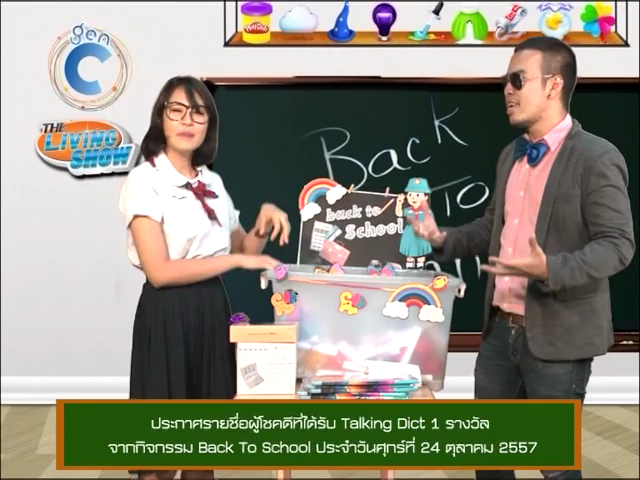 Play-Doh
gen
C
THE
LIVING
SHOW
Back
To
back to
School
ประกาศรายชื่อผู้โชคดีที่ได้รับ Talking Dict 1 รางวัล
จากกิจกรรม Back To School ประจำวันศุกร์ที่ 24 ตุลาคม 2557